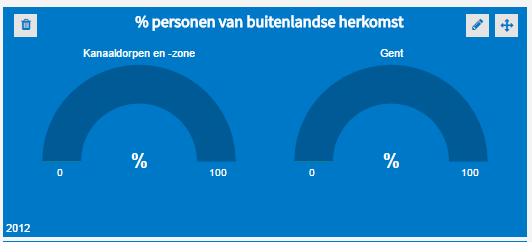 % personen van buitenlandse herkomst
Kanaaldorpen en -zone
Gent
%
%
0 100
0 100
2012